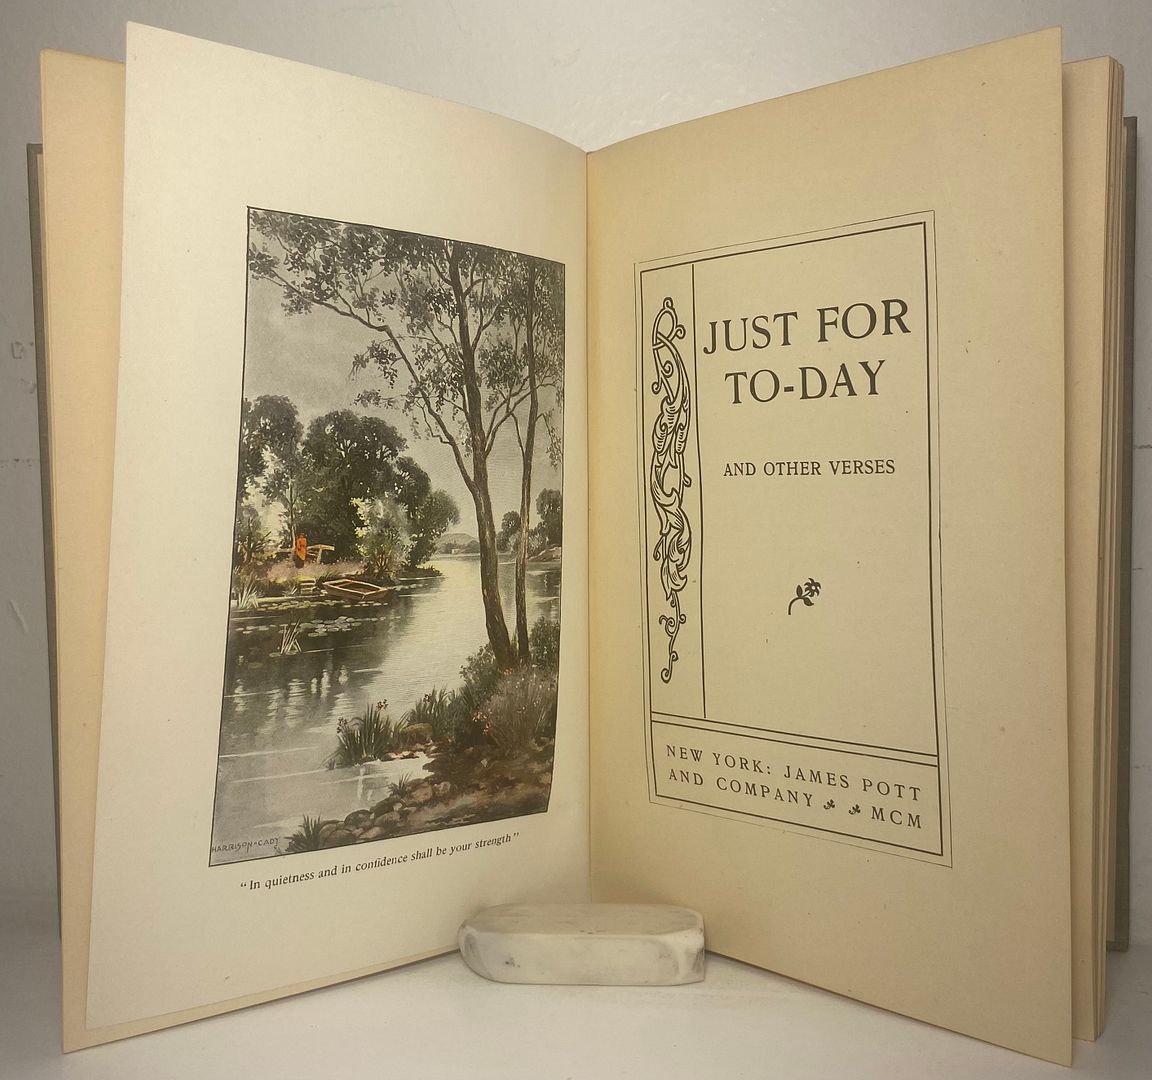 HARRISON CADY
"In quietness and in confidence shall be your strength"
JUST FOR
TO-DAY
AND OTHER VERSES
NEW YORK: JAMES POTT
AND COMPANY MCM